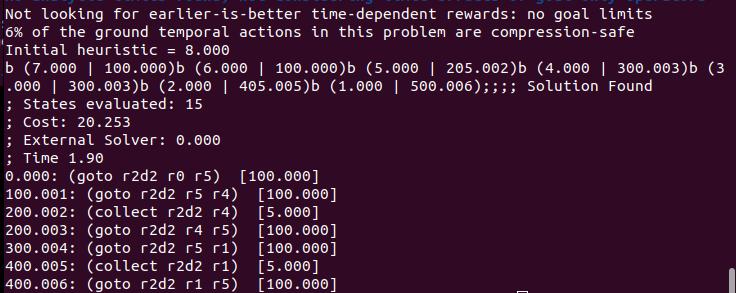 Not looking for earlier-is-better time-dependent rewards: no goal limits
6% of the ground temporal actions in this problem are compression-safe
Initial heuristic = 8.000
b (7.000 | 100.000)b (6.000 | 100.000)b (5.000 | 205.002)b (4.000 | 300.003)b (3
.000 | 300.003)b (2.000 | 405.005)b (1.000 | 500.006);;;; Solution Found
; States evaluated: 15
; Cost: 20.253
; External Solver: 0.000
; Time 1.90
0.000: (goto r2d2 r0 r5)  [100.000]
100.001: (goto r2d2 r5 r4)  [100.000]
200.002: (collect r2d2 r4)  [5.000]
200.003: (goto r2d2 r4 r5)  [100.000]
300.004: (goto r2d2 r5 r1)  [100.000]
400.005: (collect r2d2 r1)  [5.000]
400.006: (goto r2d2 r1 r5)  [100.000]